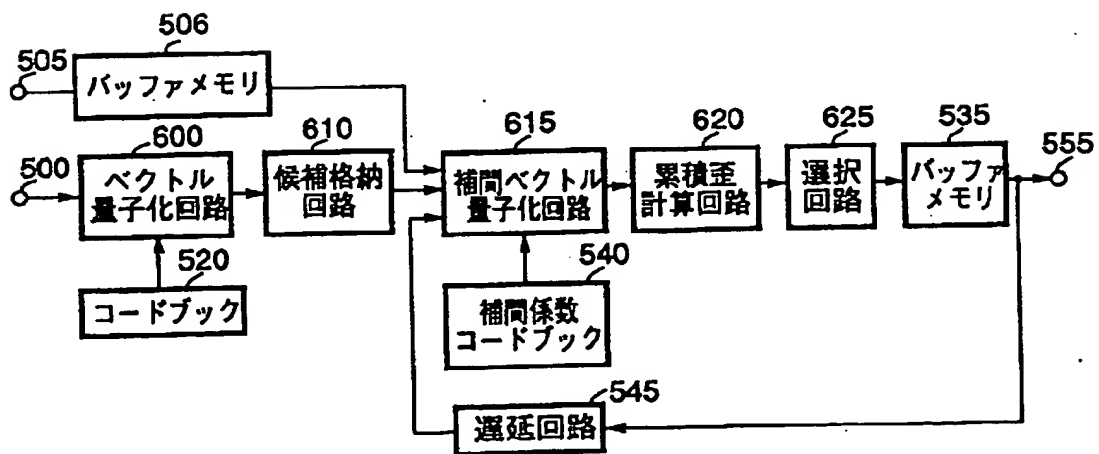 506
505
バッファメモリ
600
610
615
620
625
535
555
500
ベクトル
量子化回路
候補格納
回路
補間ベクトル
量子化回路
累積歪
計算回路
選択
回路
バッファ
メモリ
520
コードブック
540
補間係数
コードブック
545
遅延回路